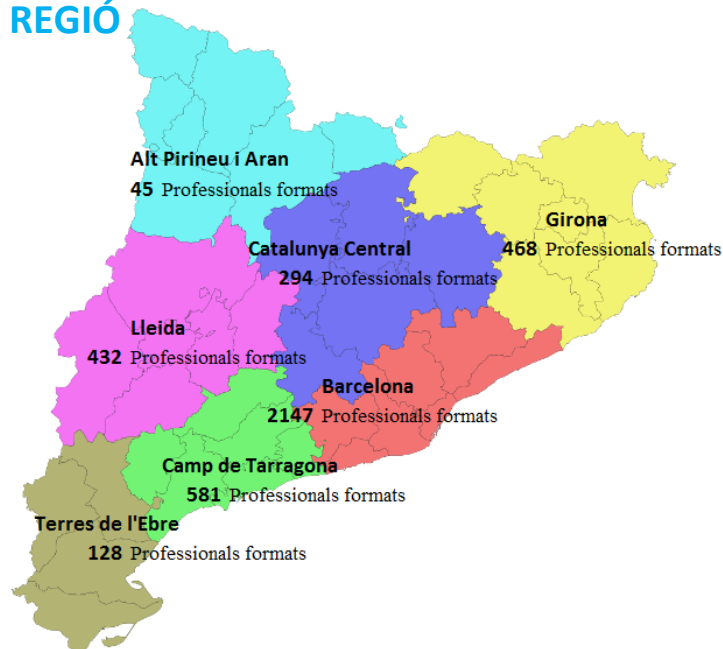 REGIÓ
Alt Pirineu i Aran
45 Professionals formats
Girona
468 Professionals formats
Catalunya Central
294 Professionals formats
Lleida
432 Professionals formats
Barcelona
2147 Professionals formats
Camp de Tarragona
581 Professionals formats
Terres de l'Ebre
128 Professionals formats